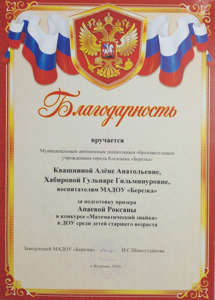 Благодарность
вручается
Муниципальным автономным дошкольным образовательным
учреждением города Когалыма «Березка»
Квашниной Алёне Анатольевне,
Хабировой Гульнаре Гильминуровне,
воспитателям МАДОУ «Березка»
за подготовку призера
Апаевой Роксаны
в конкурсе «Математический знайка»
в ДОУ среди детей старшего возраста
Заведующий МАДОУ «Березка» И.С.
г. Когалым, 2020